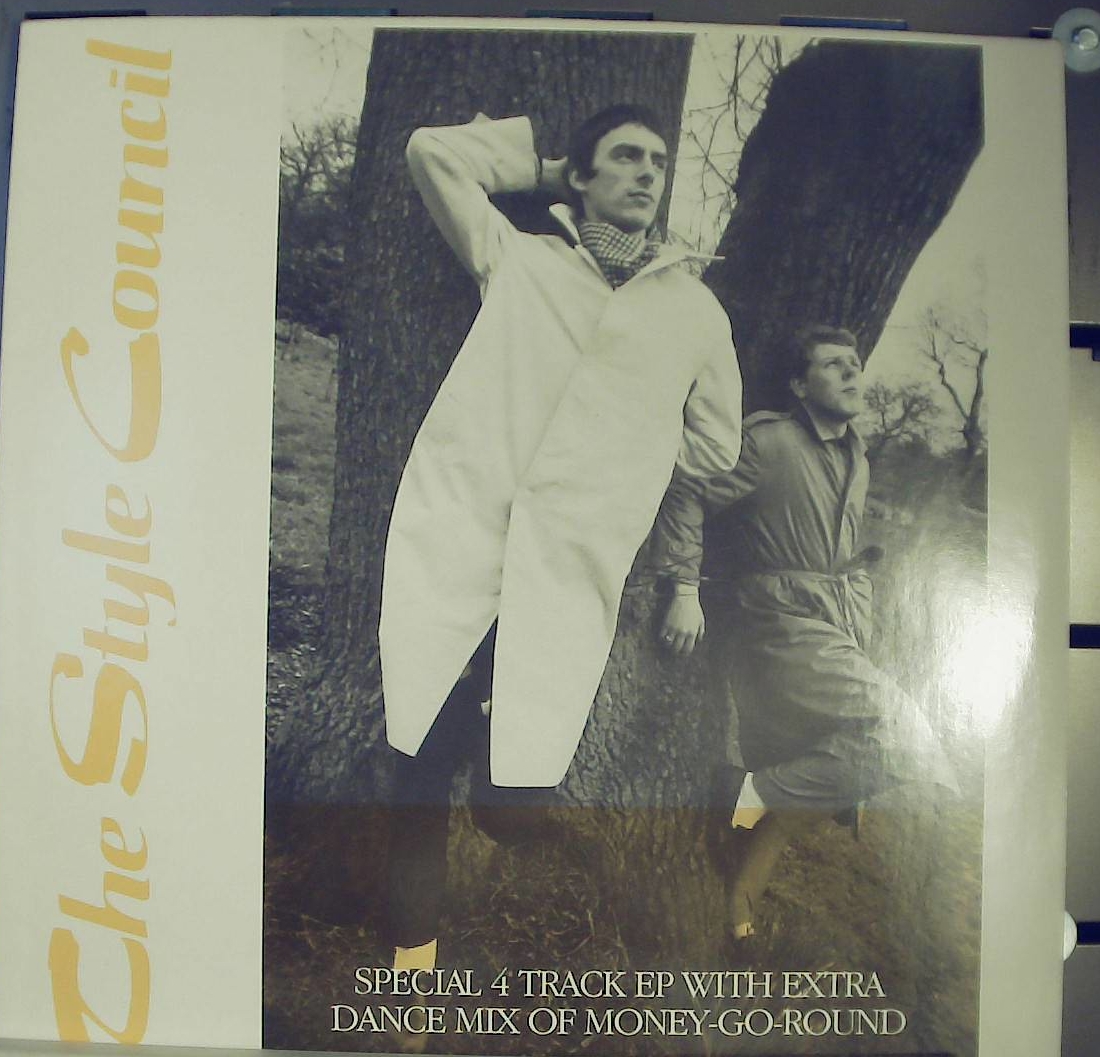 The Style Council
SPECIAL 4 TRACK EP WITH EXTRA
DANCE MIX OF MONEY-GO-ROUND